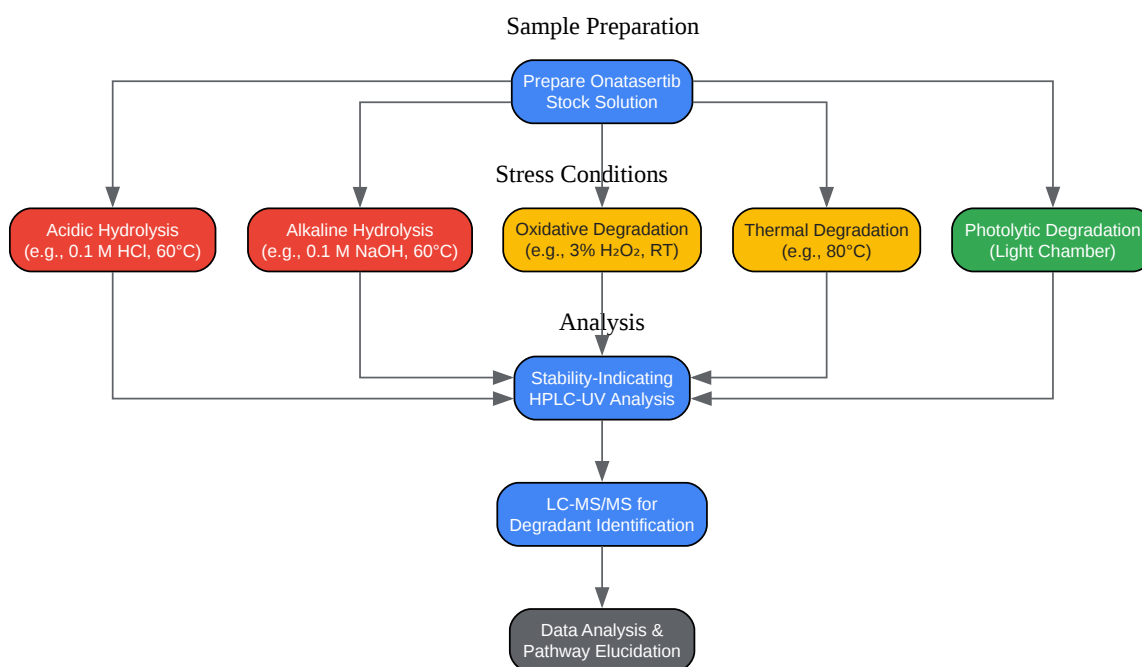 Sample Preparation
Prepare Onatasertib
Stock Solution
Stress Conditions
Acidic Hydrolysis
(e.g., 0.1 M HCl, 60°C)
Alkaline Hydrolysis
(e.g., 0.1 M NaOH, 60°C)
Oxidative Degradation
(e.g., 3% H₂O₂, RT)
Thermal Degradation
(e.g., 80°C)
Photolytic Degradation
(Light Chamber)
Analysis
Stability-Indicating
HPLC-UV Analysis
LC-MS/MS for
Degradant Identification
Data Analysis &
Pathway Elucidation